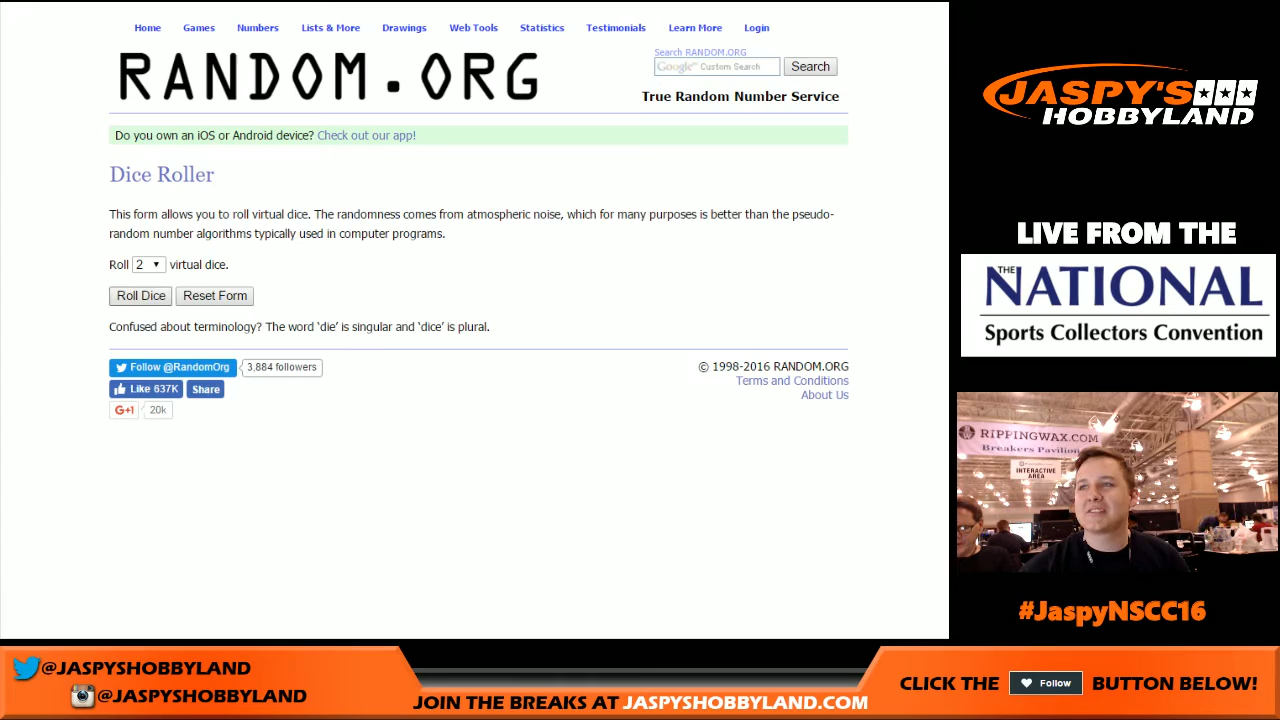 Home Games Numbers Lists & More Drawings Web Tools Statistics Testimonials Learn More Login
RANDOM.ORG
Search RANDOM.ORG
Google™ Custom Search Search
True Random Number Service
Do you own an iOS or Android device? Check out our app!
Dice Roller
This form allows you to roll virtual dice. The randomness comes from atmospheric noise, which for many purposes is better than the pseudo-
random number algorithms typically used in computer programs.
Roll 2 virtual dice.
Roll Dice Reset Form
Confused about terminology? The word ‘die’ is singular and ‘dice’ is plural.
Follow @RandomOrg 3,884 followers
Like 637K Share
G+1 20k
© 1998-2016 RANDOM.ORG
Terms and Conditions
About Us
JASPY'S
HOBBYLAND
LIVE FROM THE
THE NATIONAL
Sports Collectors Convention
RIPPINGWAX.COM
Breakers Pavilion
INTERACTIVE
AREA
#JaspyNSCC16
@JASPYSHOBBYLAND
@JASPYSHOBBYLAND
JOIN THE BREAKS AT JASPYSHOBBYLAND.COM
CLICK THE Follow BUTTON BELOW!